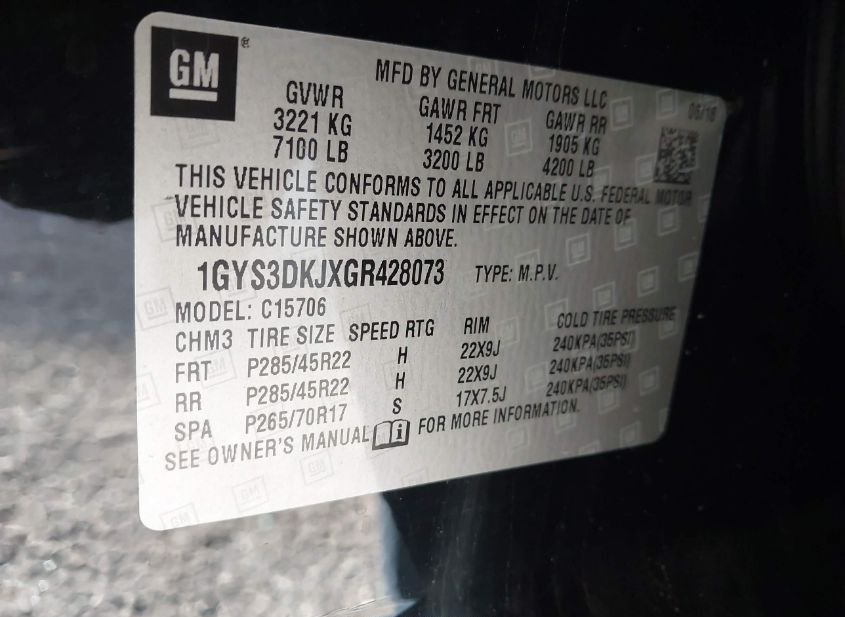 GM ®
MFD BY GENERAL MOTORS LLC
06/16
GVWR GAWR FRT GAWR RR
3221 KG 1452 KG 1905 KG
7100 LB 3200 LB 4200 LB
THIS VEHICLE CONFORMS TO ALL APPLICABLE U.S. FEDERAL MOTOR
VEHICLE SAFETY STANDARDS IN EFFECT ON THE DATE OF
MANUFACTURE SHOWN ABOVE.
1GYS3DKJXGR428073 TYPE: M.P.V.
MODEL: C15706
CHM3 TIRE SIZE SPEED RTG RIM COLD TIRE PRESSURE
FRT P285/45R22 H 22X9J 240KPA(35PSI)
RR P285/45R22 H 22X9J 240KPA(35PSI)
SPA P265/70R17 S 17X7.5J 240KPA(35PSI)
SEE OWNER'S MANUAL FOR MORE INFORMATION.